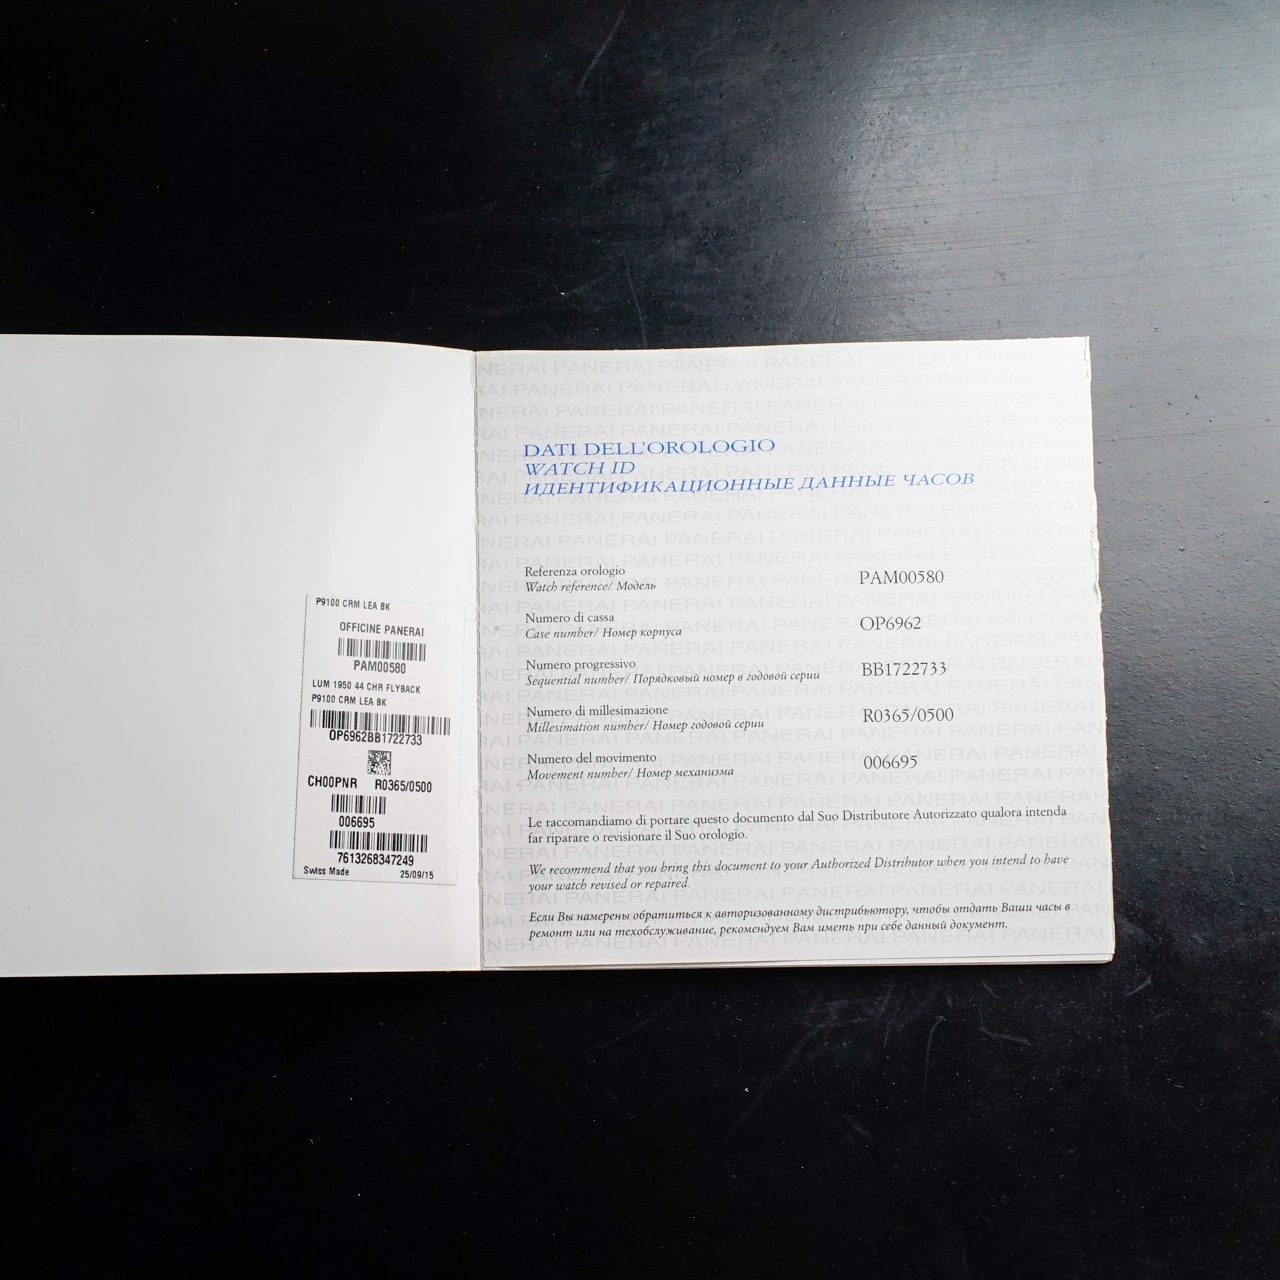 P9100 CRM LEA BK
OFFICINE PANERAI
PAM00580
LUM 1950 44 CHR FLYBACK
P9100 CRM LEA BK
OP6962BB1722733
CH00PNR R0365/0500
006695
7613268347249
Swiss Made 25/09/15
DATI DELL'OROLOGIO
WATCH ID
ИДЕНТИФИКАЦИОННЫЕ ДАННЫЕ ЧАСОВ
Referenza orologio
Watch reference/ Модель PAM00580
Numero di cassa
Case number/ Номер корпуса OP6962
Numero progressivo
Sequential number/ Порядковый номер в годовой серии BB1722733
Numero di millesimazione
Millesimation number/ Номер годовой серии R0365/0500
Numero del movimento
Movement number/ Номер механизма 006695
Le raccomandiamo di portare questo documento dal Suo Distributore Autorizzato qualora intenda
far riparare o revisionare il Suo orologio.
We recommend that you bring this document to your Authorized Distributor when you intend to have
your watch revised or repaired.
Если Вы намерены обратиться к авторизованному дистрибьютору, чтобы отдать Ваши часы в
ремонт или на техобслуживание, рекомендуем Вам иметь при себе данный документ.